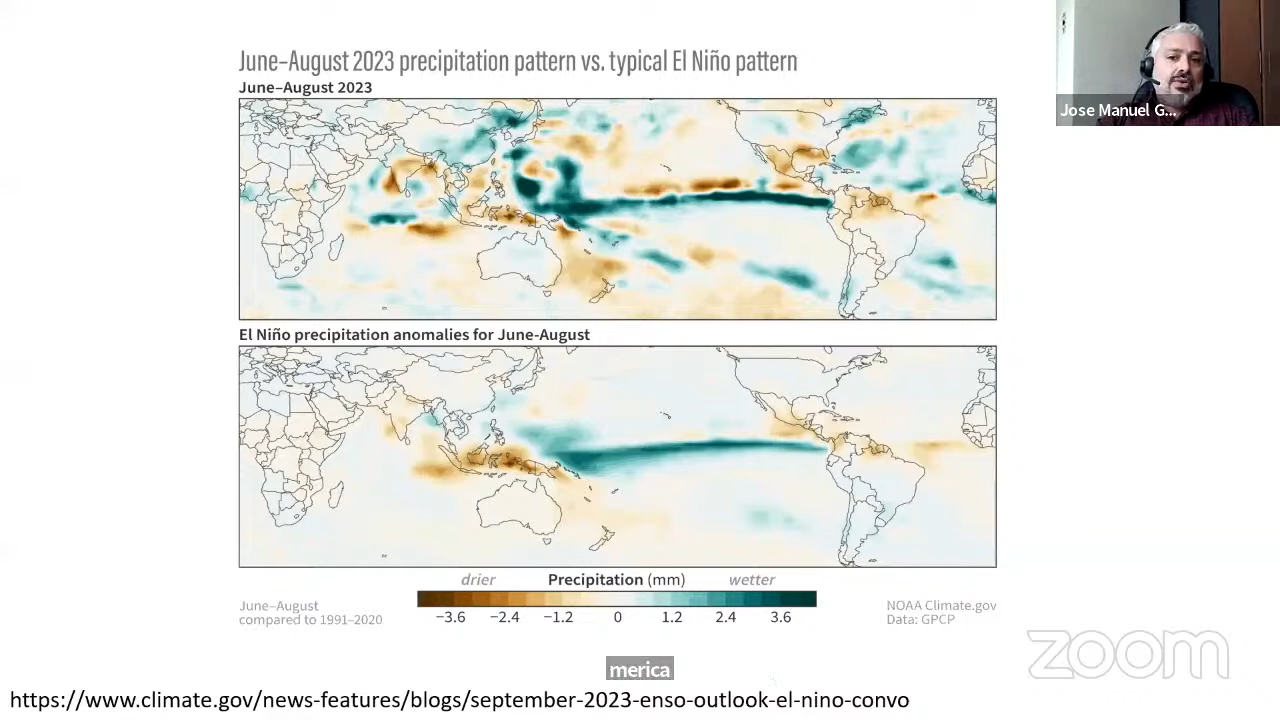 June–August 2023 precipitation pattern vs. typical El Niño pattern
June–August 2023
Jose Manuel G...
El Niño precipitation anomalies for June-August
drier Precipitation (mm) wetter
−3.6 −2.4 −1.2 0 1.2 2.4 3.6
June–August
compared to 1991–2020
NOAA Climate.gov
Data: GPCP
zoom
merica
https://www.climate.gov/news-features/blogs/september-2023-enso-outlook-el-nino-convo